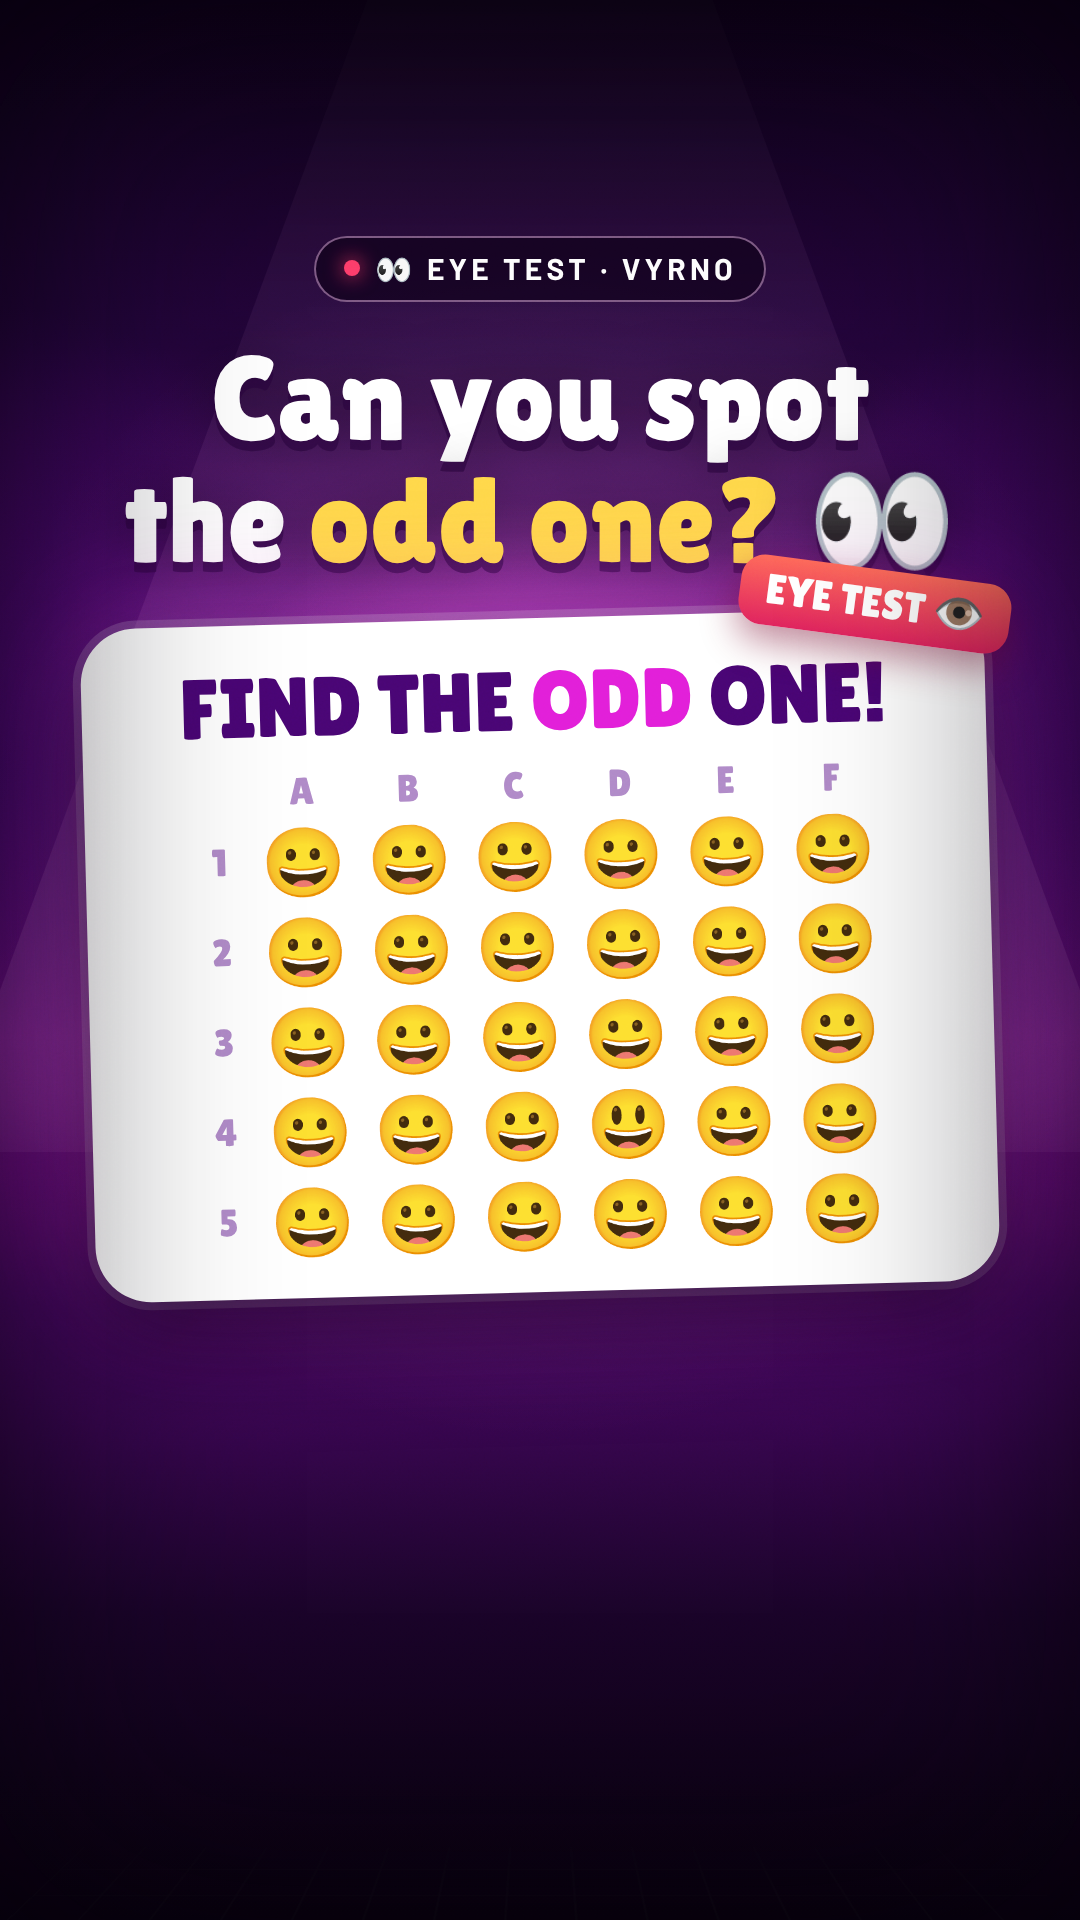 EYE TEST · VYRNO
Can you spot
the odd one?
EYE TEST
FIND THE ODD ONE!
A B C D E F
1
2
3
4
5